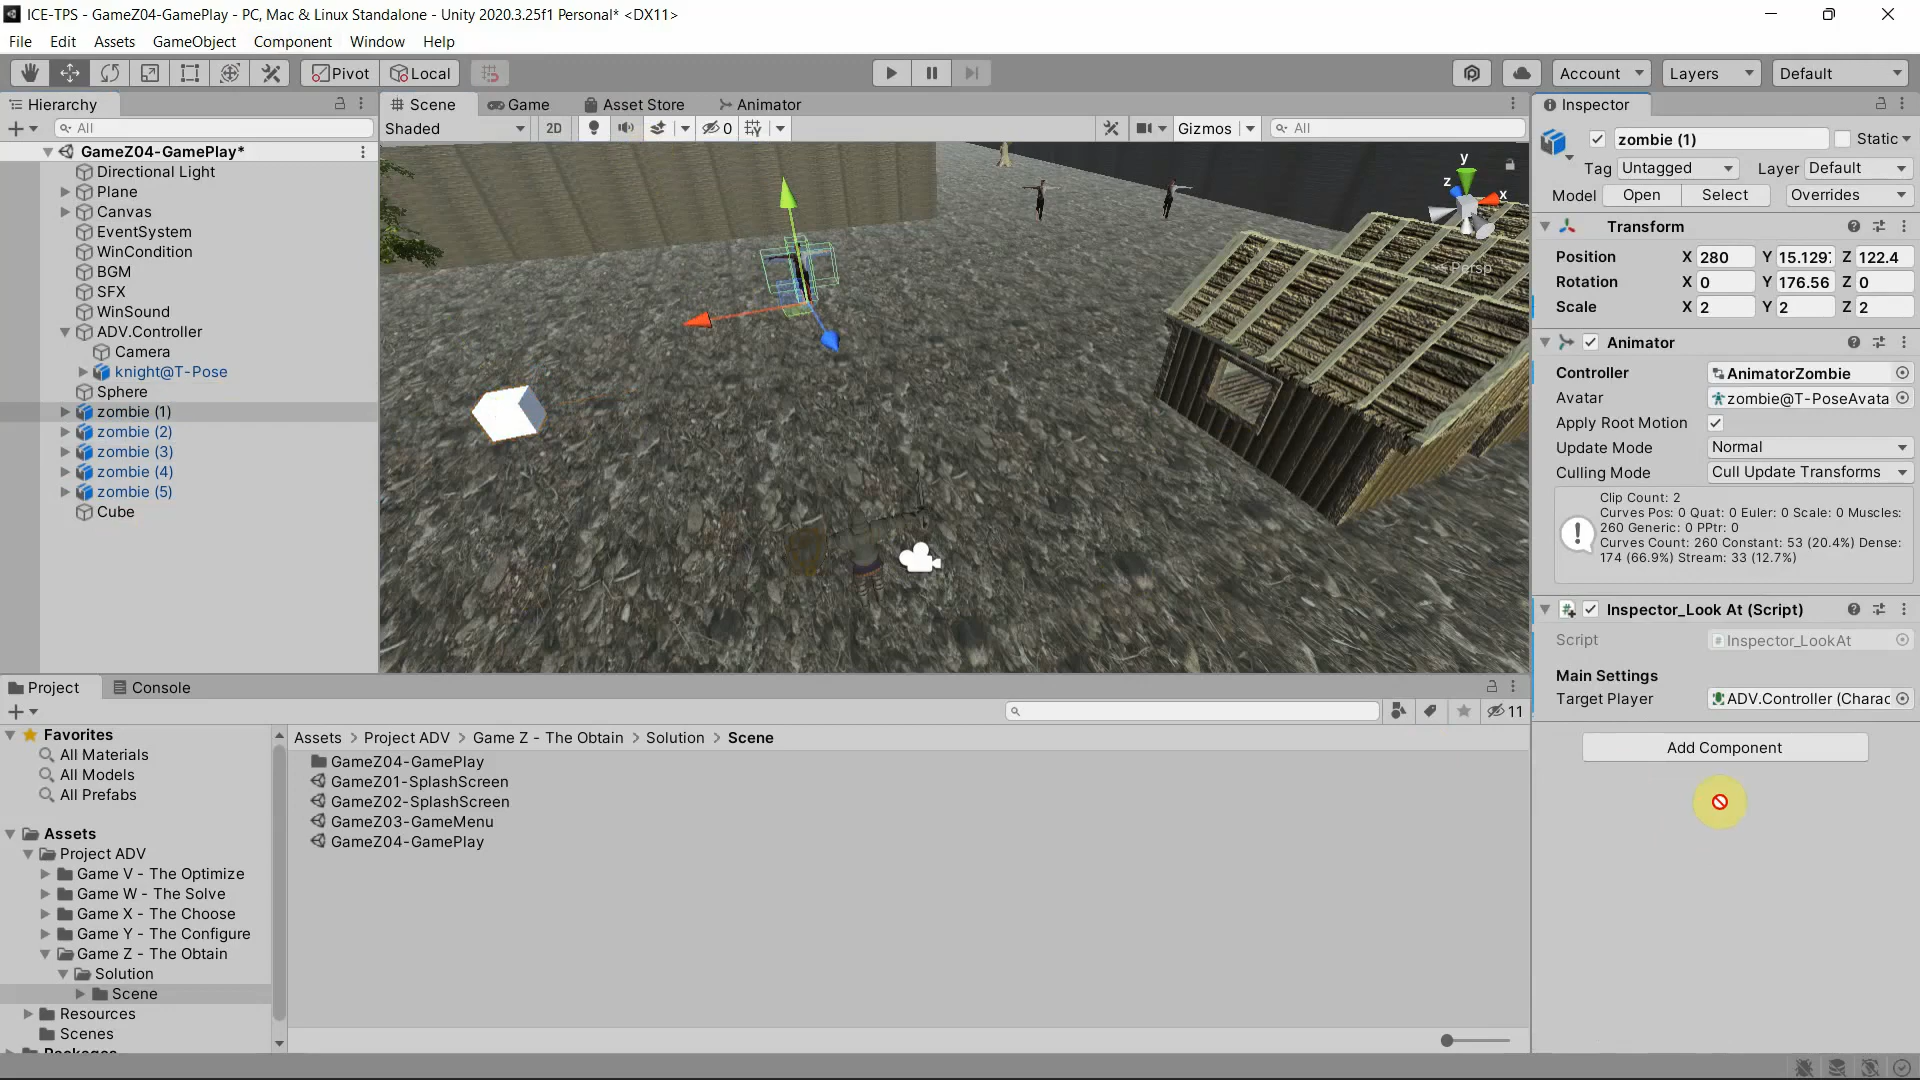 ICE-TPS - GameZ04-GamePlay - PC, Mac & Linux Standalone - Unity 2020.3.25f1 Personal* <DX11>
File Edit Assets GameObject Component Window Help
Pivot Local Account Layers Default
Hierarchy
All
GameZ04-GamePlay*
Directional Light
Plane
Canvas
EventSystem
WinCondition
BGM
SFX
WinSound
ADV.Controller
Camera
knight@T-Pose
Sphere
zombie (1)
zombie (2)
zombie (3)
zombie (4)
zombie (5)
Cube
Scene Game Asset Store Animator
Shaded 2D 0 Gizmos All
y
z
x
Persp
Inspector
zombie (1) Static
Tag Untagged Layer Default
Model Open Select Overrides
Transform
Position X 280 Y 15.1297 Z 122.4
Rotation X 0 Y 176.56 Z 0
Scale X 2 Y 2 Z 2
Animator
Controller AnimatorZombie
Avatar zombie@T-PoseAvata
Apply Root Motion
Update Mode Normal
Culling Mode Cull Update Transforms
Clip Count: 2
Curves Pos: 0 Quat: 0 Euler: 0 Scale: 0 Muscles:
260 Generic: 0 PPtr: 0
Curves Count: 260 Constant: 53 (20.4%) Dense:
174 (66.9%) Stream: 33 (12.7%)
Inspector_Look At (Script)
Script Inspector_LookAt
Main Settings
Target Player ADV.Controller (Charac
Add Component
Project Console
11
Favorites
All Materials
All Models
All Prefabs
Assets
Project ADV
Game V - The Optimize
Game W - The Solve
Game X - The Choose
Game Y - The Configure
Game Z - The Obtain
Solution
Scene
Resources
Scenes
Packages
Assets > Project ADV > Game Z - The Obtain > Solution > Scene
GameZ04-GamePlay
GameZ01-SplashScreen
GameZ02-SplashScreen
GameZ03-GameMenu
GameZ04-GamePlay